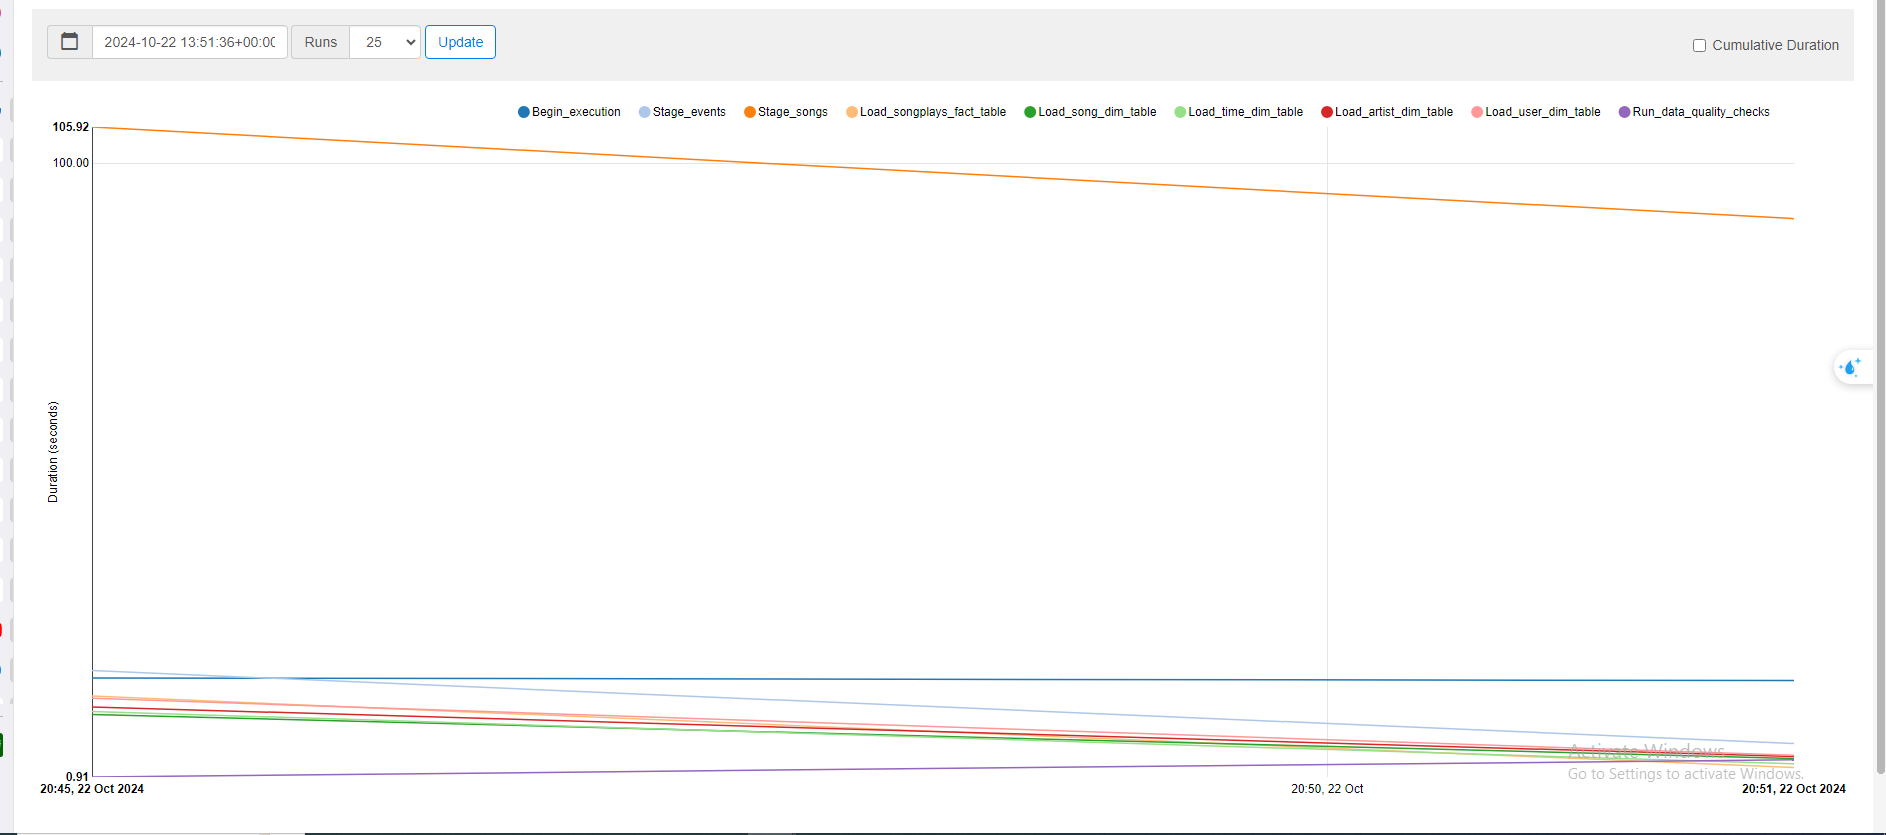 2024-10-22 13:51:36+00:00 Runs 25 Update
Cumulative Duration
Begin_execution Stage_events Stage_songs Load_songplays_fact_table Load_song_dim_table Load_time_dim_table Load_artist_dim_table Load_user_dim_table Run_data_quality_checks
105.92
100.00
Duration (seconds)
0.91
20:45, 22 Oct 2024 20:50, 22 Oct 20:51, 22 Oct 2024
Activate Windows
Go to Settings to activate Windows.